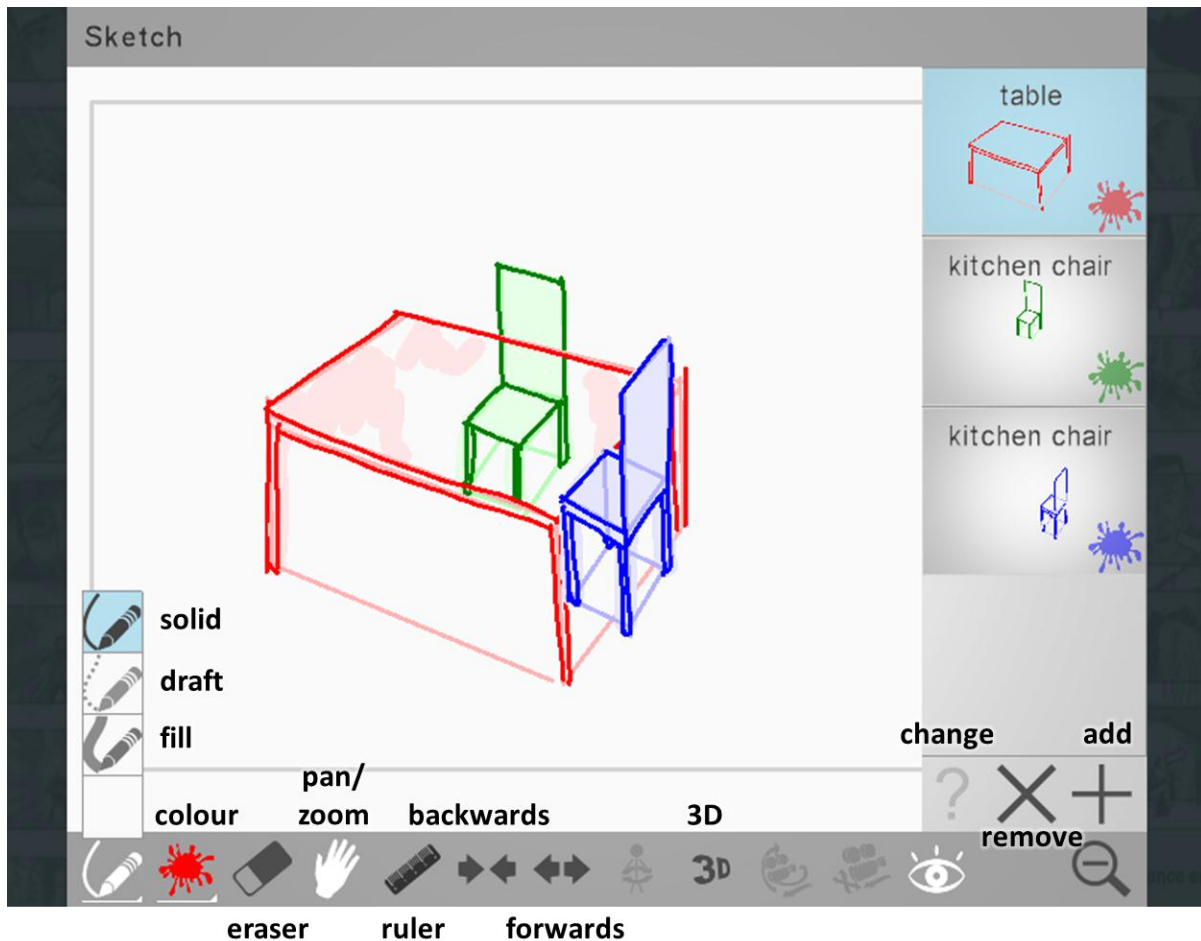 Sketch
table
kitchen chair
kitchen chair
solid
draft
fill
change add
pan/
colour zoom backwards 3D
?
remove
3D
eraser ruler forwards